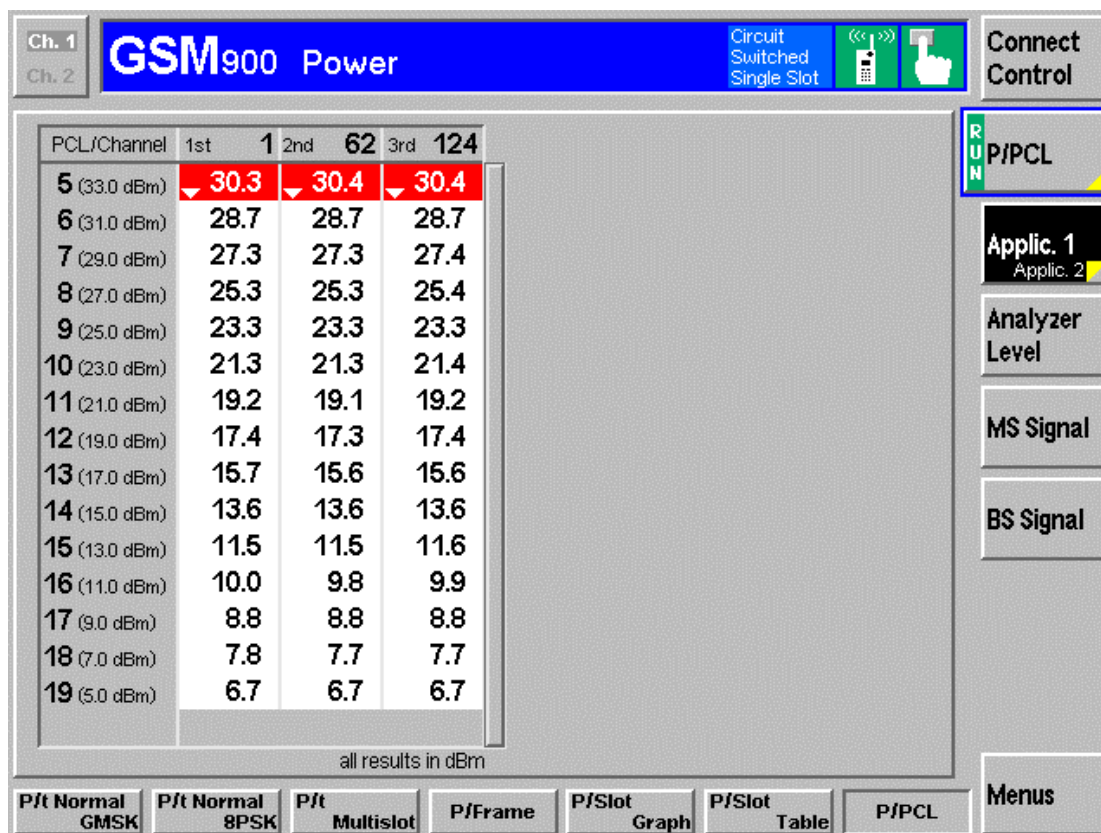 Ch. 1
Ch. 2
GSM900 Power
Circuit
Switched
Single Slot
Connect
Control
PCL/Channel 1st 1 2nd 62 3rd 124
5 (33.0 dBm) 30.3 30.4 30.4
6 (31.0 dBm) 28.7 28.7 28.7
7 (29.0 dBm) 27.3 27.3 27.4
8 (27.0 dBm) 25.3 25.3 25.4
9 (25.0 dBm) 23.3 23.3 23.3
10 (23.0 dBm) 21.3 21.3 21.4
11 (21.0 dBm) 19.2 19.1 19.2
12 (19.0 dBm) 17.4 17.3 17.4
13 (17.0 dBm) 15.7 15.6 15.6
14 (15.0 dBm) 13.6 13.6 13.6
15 (13.0 dBm) 11.5 11.5 11.6
16 (11.0 dBm) 10.0 9.8 9.9
17 (9.0 dBm) 8.8 8.8 8.8
18 (7.0 dBm) 7.8 7.7 7.7
19 (5.0 dBm) 6.7 6.7 6.7
all results in dBm
RUN
P/PCL
Applic. 1
Applic. 2
Analyzer
Level
MS Signal
BS Signal
Menus
P/t Normal
GMSK
P/t Normal
8PSK
P/t
Multislot
P/Frame
P/Slot
Graph
P/Slot
Table
P/PCL